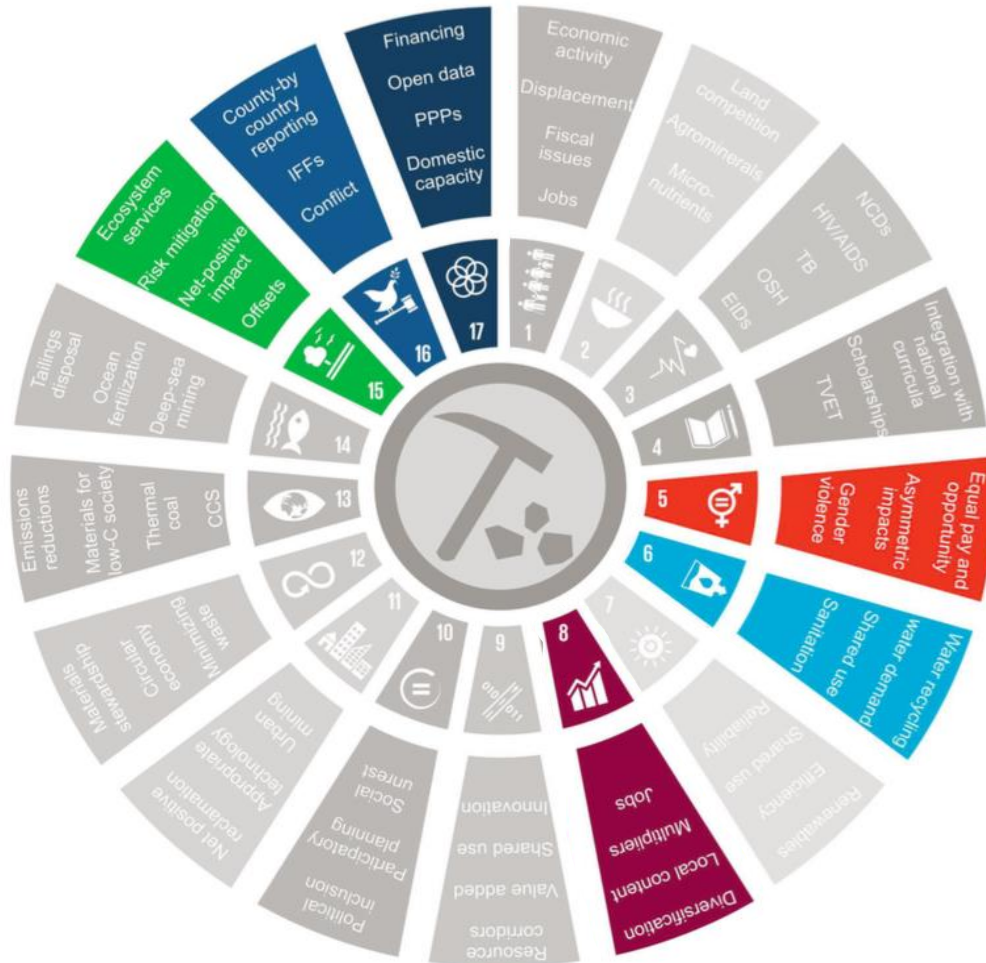 Economic
activity
Displacement
Fiscal
issues
Jobs
1
Land
competition
Agrominerals
Micro-
nutrients
2
NCDs
HIV/AIDS
TB
OSH
EIDs
3
Integration with
national
curricula
Scholarships
TVET
4
Equal pay and
opportunity
Asymmetric
impacts
Gender
violence
5
Water recycling
water demand
Shared use
Sanitation
6
Renewables
Efficiency
Shared use
Reliability
7
Diversification
Local content
Multipliers
Jobs
8
Resource
corridors
Value added
Shared use
Innovation
9
Political
inclusion
Participatory
planning
Social
unrest
10
Net positive
reclamation
Appropriate
technology
Urban
mining
11
Materials
stewardship
Circular
economy
Minimizing
waste
12
Emissions
reductions
Materials for
low-C society
Thermal
coal
CCS
13
Tailings
disposal
Ocean
fertilization
Deep-sea
mining
14
Ecosystem
services
Risk mitigation
Net-positive
impact
Offsets
15
County-by
country
reporting
IFFs
Conflict
16
Financing
Open data
PPPs
Domestic
capacity
17